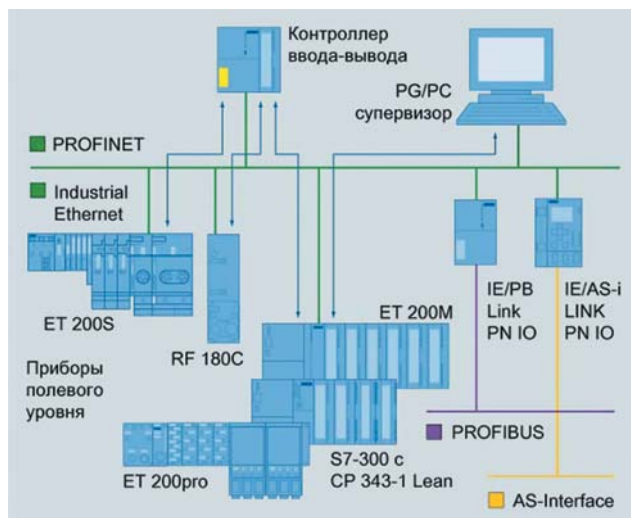 Контроллер
ввода-вывода
PG/PC
супервизор
PROFINET
Industrial
Ethernet
ET 200S
RF 180C
ET 200M
IE/PB
Link
PN IO
IE/AS-i
LINK
PN IO
Приборы
полевого
уровня
ET 200pro
S7-300 с
CP 343-1 Lean
PROFIBUS
AS-Interface